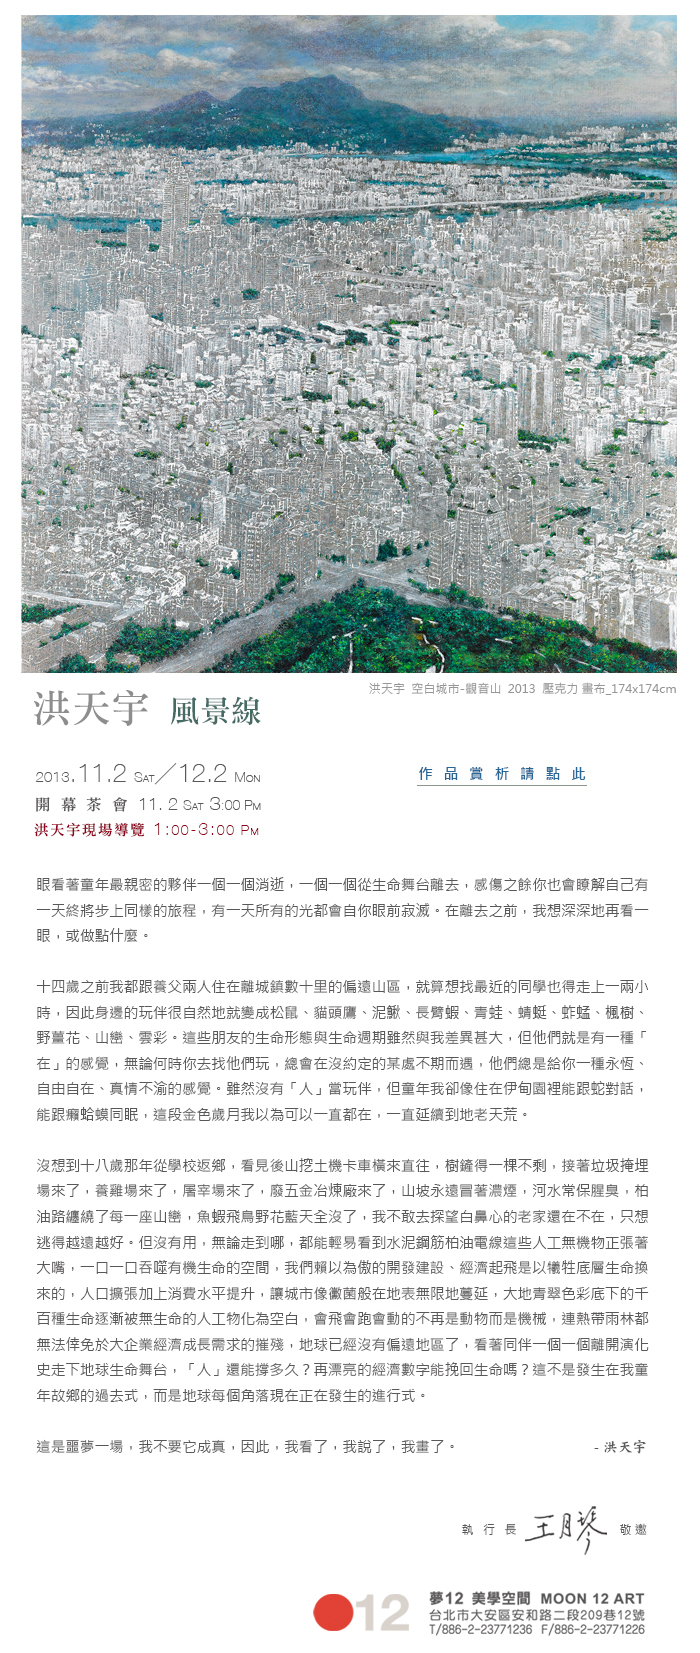 洪天宇 空白城市-觀音山 2013 壓克力 畫布_174x174cm
洪天宇 風景線
2013.11.2 SAT／12.2 MON
作品賞析請點此
開幕茶會 11. 2 SAT 3:00 PM
洪天宇現場導覽 1:00-3:00 PM
眼看著童年最親密的夥伴一個一個消逝，一個一個從生命舞台離去，感傷之餘你也會瞭解自己有
一天終將步上同樣的旅程，有一天所有的光都會自你眼前寂滅。在離去之前，我想深深地再看一
眼，或做點什麼。
十四歲之前我都跟養父兩人住在離城鎮數十里的偏遠山區，就算想找最近的同學也得走上一兩小
時，因此身邊的玩伴很自然地就變成松鼠、貓頭鷹、泥鰍、長臂蝦、青蛙、蜻蜓、蚱蜢、楓樹、
野薑花、山巒、雲彩。這些朋友的生命形態與生命週期雖然與我差異甚大，但他們就是有一種「
在」的感覺，無論何時你去找他們玩，總會在沒約定的某處不期而遇，他們總是給你一種永恆、
自由自在、真情不渝的感覺。雖然沒有「人」當玩伴，但童年我卻像住在伊甸園裡能跟蛇對話，
能跟癩蛤蟆同眠，這段金色歲月我以為可以一直都在，一直延續到地老天荒。
沒想到十八歲那年從學校返鄉，看見後山挖土機卡車橫來直往，樹鏟得一棵不剩，接著垃圾掩埋
場來了，養雞場來了，屠宰場來了，廢五金冶煉廠來了，山坡永遠冒著濃煙，河水常保腥臭，柏
油路纏繞了每一座山巒，魚蝦飛鳥野花藍天全沒了，我不敢去探望白鼻心的老家還在不在，只想
逃得越遠越好。但沒有用，無論走到哪，都能輕易看到水泥鋼筋柏油電線這些人工無機物正張著
大嘴，一口一口吞噬有機生命的空間，我們賴以為傲的開發建設、經濟起飛是以犧牲底層生命換
來的，人口擴張加上消費水平提升，讓城市像黴菌般在地表無限地蔓延，大地青翠色彩底下的千
百種生命逐漸被無生命的人工物化為空白，會飛會跑會動的不再是動物而是機械，連熱帶雨林都
無法倖免於大企業經濟成長需求的摧殘，地球已經沒有偏遠地區了，看著同伴一個一個離開演化
史走下地球生命舞台，「人」還能撐多久？再漂亮的經濟數字能挽回生命嗎？這不是發生在我童
年故鄉的過去式，而是地球每個角落現在正在發生的進行式。
這是噩夢一場，我不要它成真，因此，我看了，我說了，我畫了。
- 洪天宇
執行長 王月琴 敬邀
12
夢12 美學空間 MOON 12 ART
台北市大安區安和路二段209巷12號
T/886-2-23771236 F/886-2-23771226